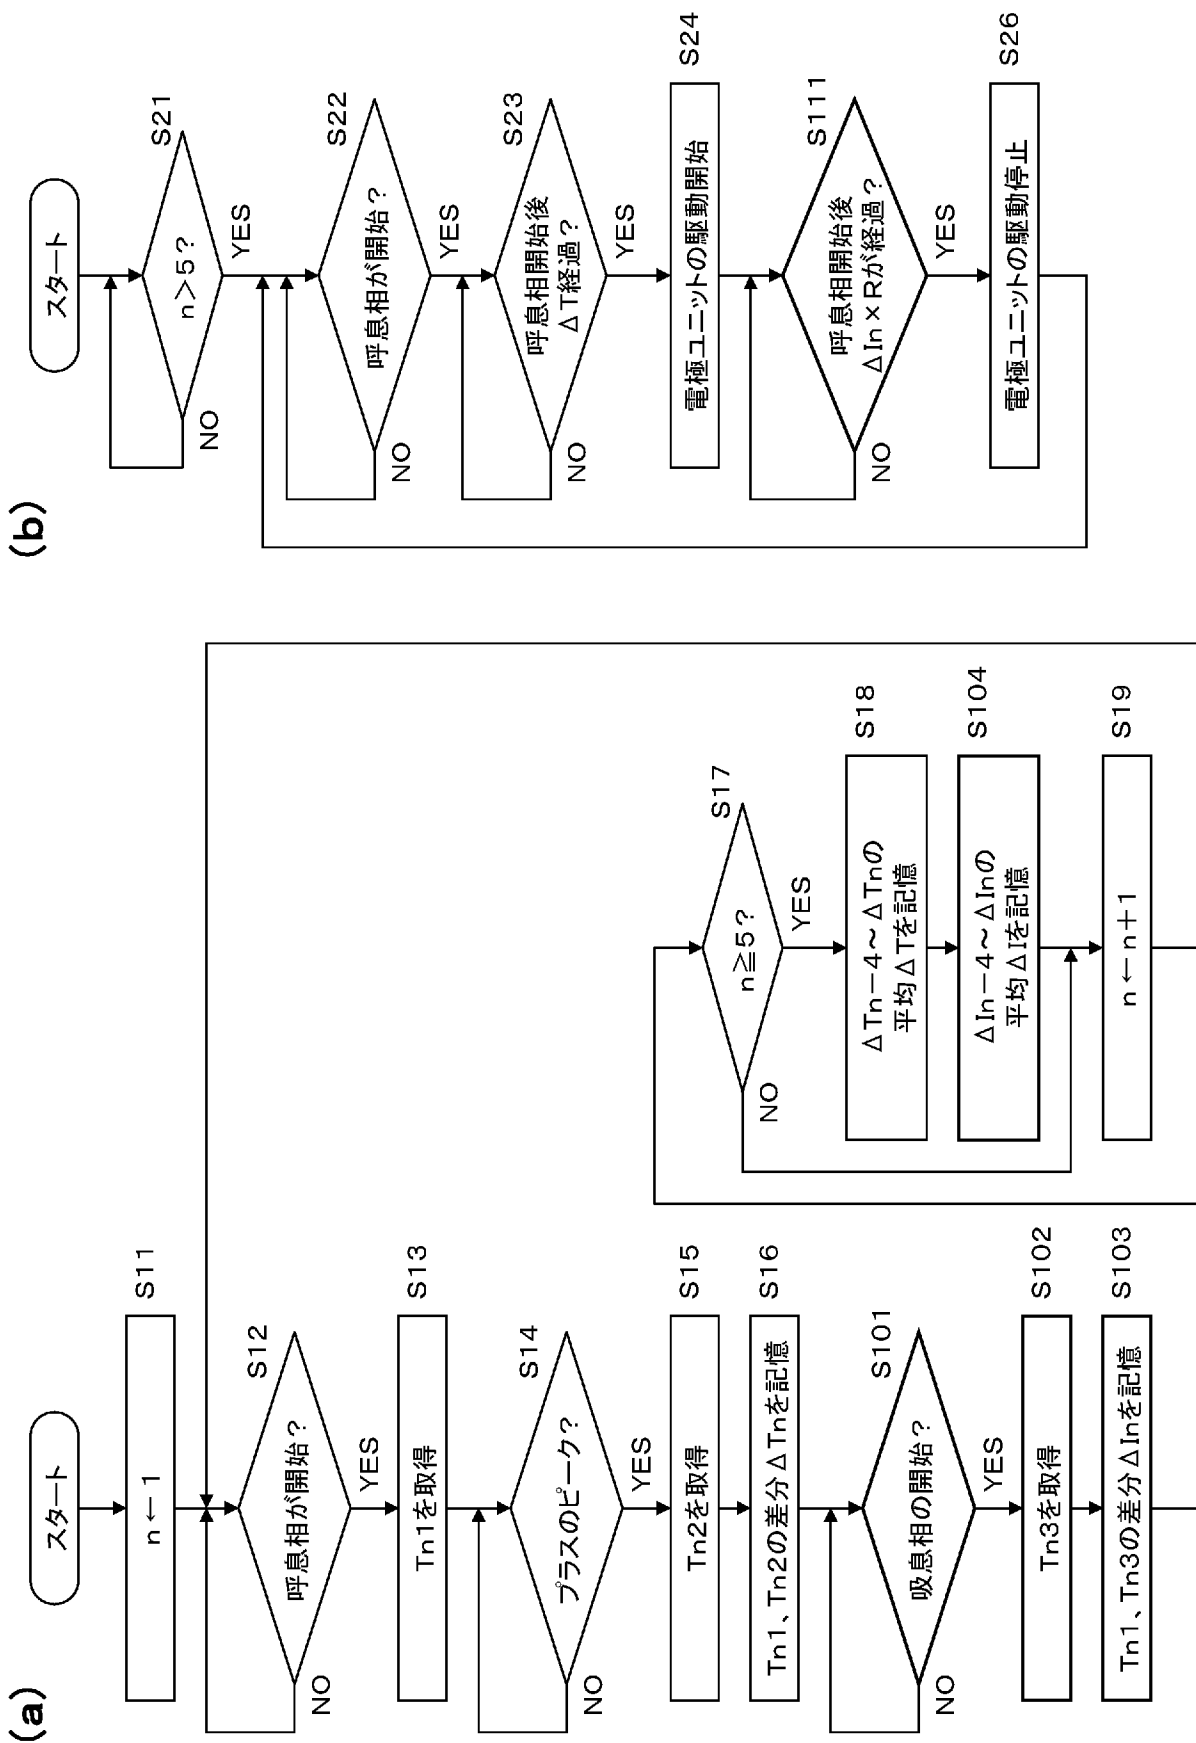 (a)
スタート
n←1
S11
呼息相が開始？
S12
NO
YES
Tn1を取得
S13
プラスのピーク？
S14
NO
YES
Tn2を取得
S15
Tn1、Tn2の差分ΔTnを記憶
S16
吸息相の開始？
S101
NO
YES
Tn3を取得
S102
Tn1、Tn3の差分ΔInを記憶
S103
n≧5？
S17
NO
YES
ΔTn−4～ΔTnの
平均ΔTを記憶
S18
ΔIn−4～ΔInの
平均ΔIを記憶
S104
n←n＋1
S19
(b)
スタート
n＞5？
S21
NO
YES
呼息相が開始？
S22
NO
YES
呼息相開始後
ΔT経過？
S23
NO
YES
電極ユニットの駆動開始
S24
呼息相開始後
ΔIn×Rが経過？
S111
NO
YES
電極ユニットの駆動停止
S26